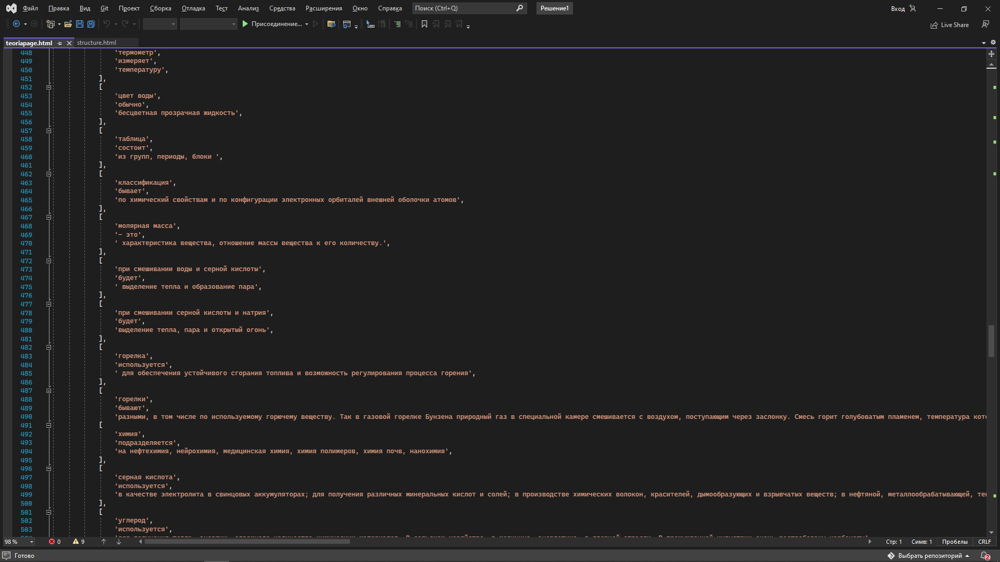 Файл Правка Вид Git Проект Сборка Отладка Тест Анализ Средства Расширения Окно Справка Поиск (Ctrl+Q) Решение1 Вход
Присоединение... Live Share
teoriapage.html structure.html
448 'термометр',
449 'измеряет',
450 'температуру',
451 ],
452 [
453 'цвет воды',
454 'обычно',
455 'бесцветная прозрачная жидкость',
456 ],
457 [
458 'таблица',
459 'состоит',
460 'из групп, периоды, блоки ',
461 ],
462 [
463 'классификация',
464 'бывает',
465 'по химический свойствам и по конфигурации электронных орбиталей внешней оболочки атомов',
466 ],
467 [
468 'молярная масса',
469 '- это',
470 ' характеристика вещества, отношение массы вещества к его количеству.',
471 ],
472 [
473 'при смешивании воды и серной кислоты',
474 'будет',
475 ' выделение тепла и образование пара',
476 ],
477 [
478 'при смешивании серной кислоты и натрия',
479 'будет',
480 'выделение тепла, пара и открытый огонь',
481 ],
482 [
483 'горелка',
484 'используется',
485 ' для обеспечения устойчивого сгорания топлива и возможность регулирования процесса горения',
486 ],
487 [
488 'горелки',
489 'бывают',
490 'разными, в том числе по используемому горючему веществу. Так в газовой горелке Бунзена природный газ в специальной камере смешивается с воздухом, поступающим через заслонку. Смесь горит голубоватым пламенем, температура кото
491 [
492 'химия',
493 'подразделяется',
494 'на нефтехимия, нейрохимия, медицинская химия, химия полимеров, химия почв, нанохимия',
495 ],
496 [
497 'серная кислота',
498 'используется',
499 'в качестве электролита в свинцовых аккумуляторах; для получения различных минеральных кислот и солей; в производстве химических волокон, красителей, дымообразующих и взрывчатых веществ; в нефтяной, металлообрабатывающей, тек
500 ],
501 [
502 'углерод',
503 'используется',
98 % 0 9 Стр: 1 Симв: 1 Пробелы CRLF
Готово Выбрать репозиторий 2